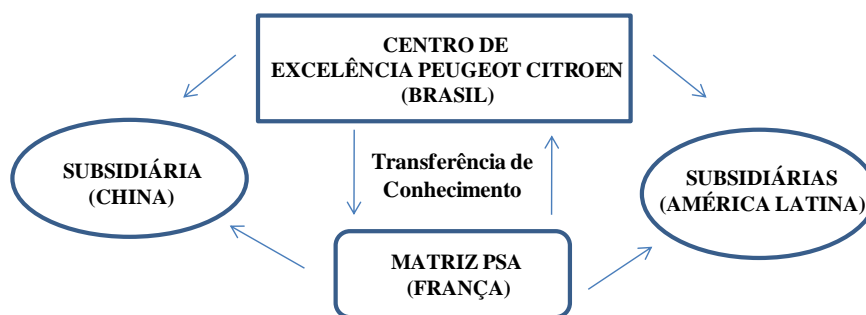 CENTRO DE
EXCELÊNCIA PEUGEOT CITROEN
(BRASIL)
SUBSIDIÁRIA
(CHINA)
Transferência de
Conhecimento
SUBSIDIÁRIAS
(AMÉRICA LATINA)
MATRIZ PSA
(FRANÇA)